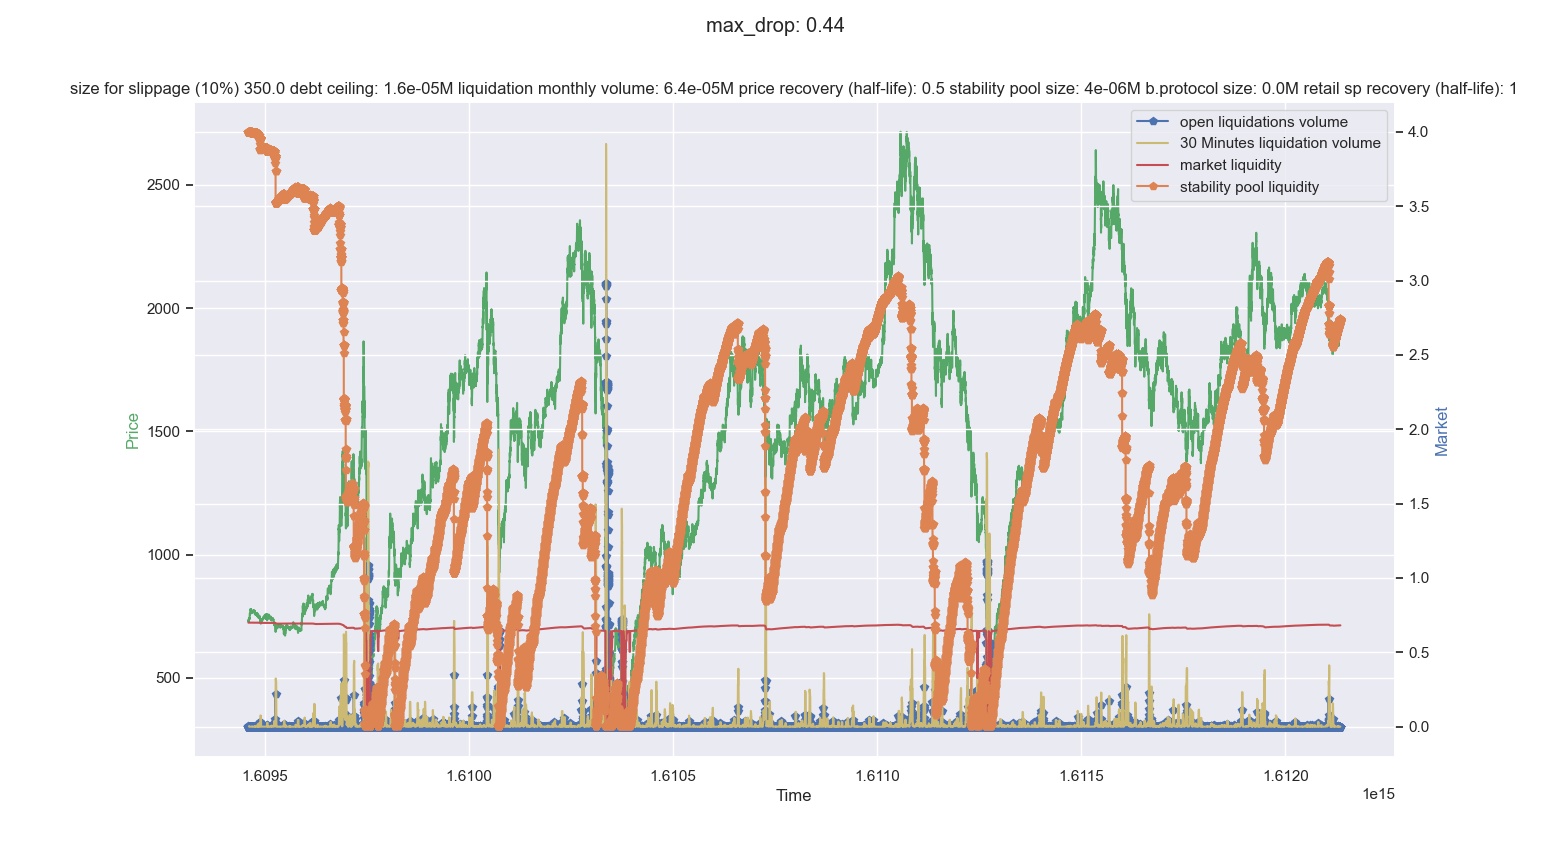 max_drop: 0.44
size for slippage (10%) 350.0 debt ceiling: 1.6e-05M liquidation monthly volume: 6.4e-05M price recovery (half-life): 0.5 stability pool size: 4e-06M b.protocol size: 0.0M retail sp recovery (half-life): 1
open liquidations volume
30 Minutes liquidation volume
market liquidity
stability pool liquidity
Price
2500
2000
1500
1000
500
4.0
3.5
3.0
2.5
2.0
1.5
1.0
0.5
0.0
Market
1.6095
1.6100
1.6105
1.6110
1.6115
1.6120
Time
1e15